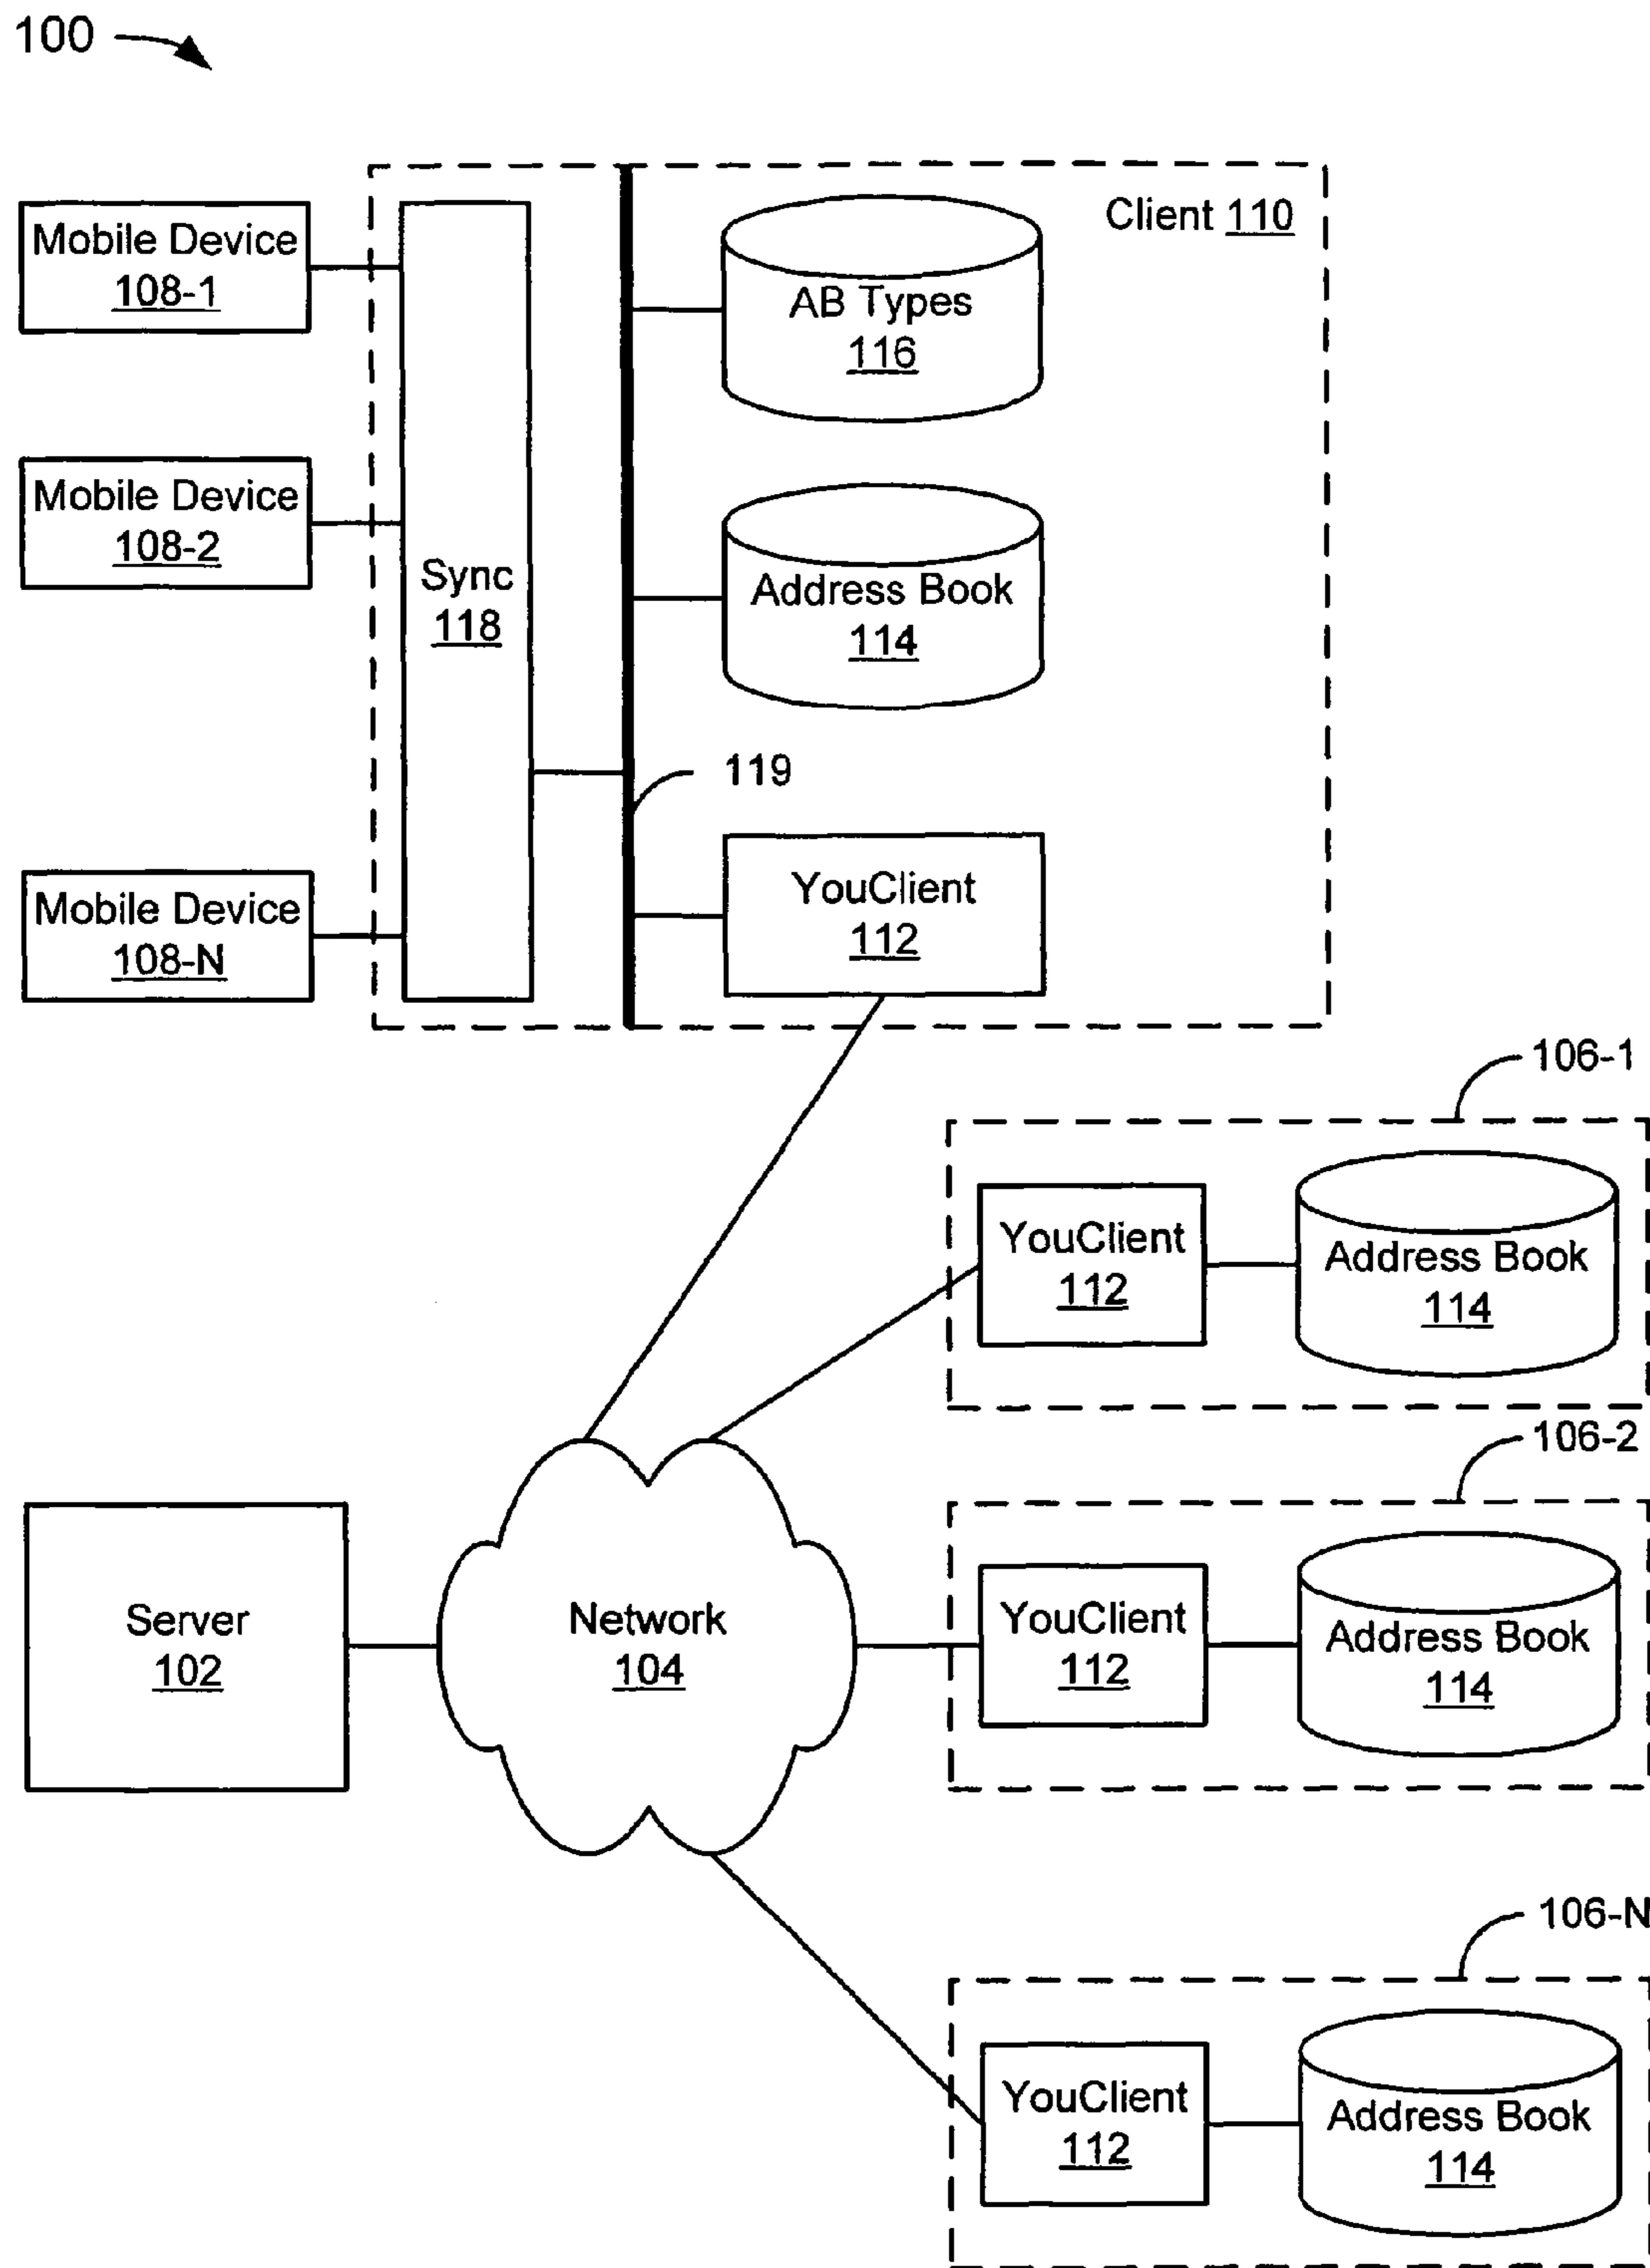 100
Client 110
Mobile Device
108-1
AB Types
116
Mobile Device
108-2
Sync
118
Address Book
114
119
Mobile Device
108-N
YouClient
112
106-1
YouClient
112
Address Book
114
106-2
Server
102
Network
104
YouClient
112
Address Book
114
106-N
YouClient
112
Address Book
114